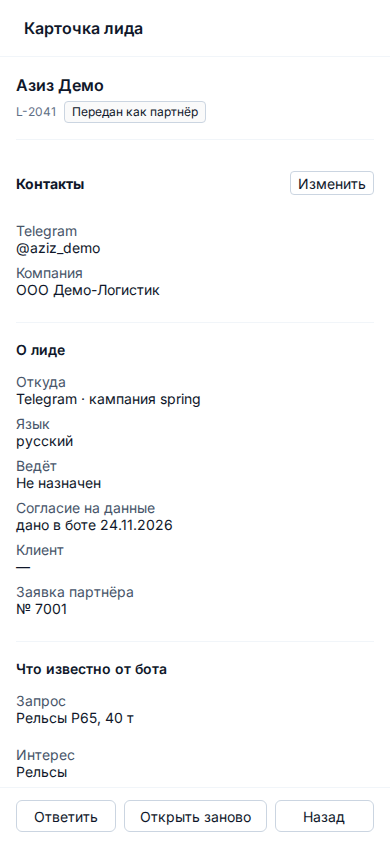 Карточка лида
Азиз Демо
L-2041 Передан как партнёр
Контакты Изменить
Telegram
@aziz_demo
Компания
ООО Демо-Логистик
О лиде
Откуда
Telegram · кампания spring
Язык
русский
Ведёт
Не назначен
Согласие на данные
дано в боте 24.11.2026
Клиент
—
Заявка партнёра
№ 7001
Что известно от бота
Запрос
Рельсы Р65, 40 т
Интерес
Рельсы
Ответить Открыть заново Назад